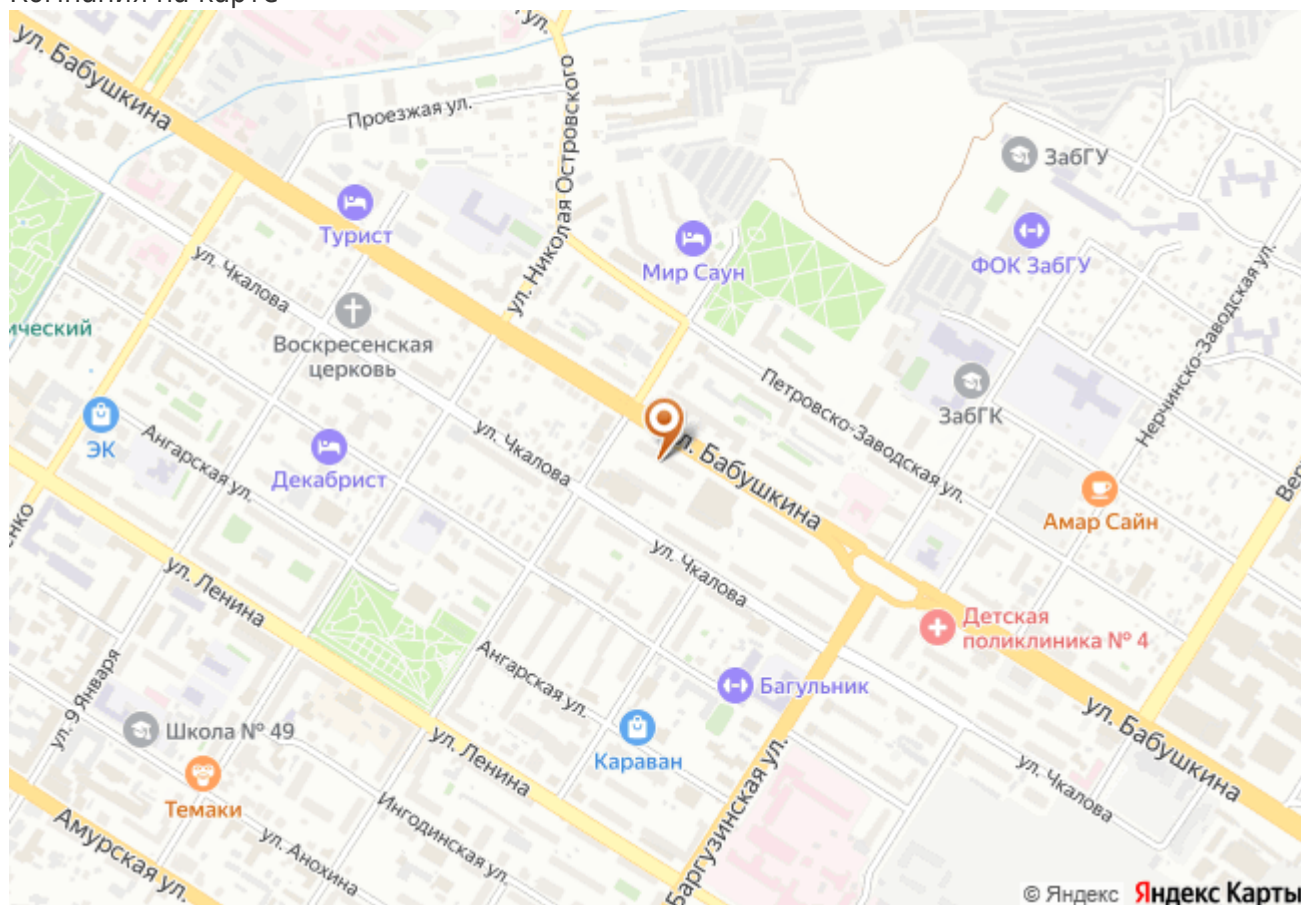 ул. Бабушкина
Проезжая ул.
ул. Николая Островского
ЗабГУ
Турист
Мир Саун
ФОК ЗабГУ
ул. Чкалова
Нерчинско-Заводская ул.
Воскресенская
церковь
ический
Петровско-Заводская ул.
ЗабГК
ЭК
Ангарская ул.
Декабрист
ул. Чкалова
ул. Бабушкина
Амар Сайн
ул. Ленина
ул. Чкалова
Детская
поликлиника № 4
Ангарская ул.
Багульник
ул. 9 Января
Школа № 49
Караван
ул. Ленина
ул. Бабушкина
Темаки
Баргузинская ул.
ул. Чкалова
Ингодинская ул.
Амурская ул.
ул. Анохина
© Яндекс Яндекс Карты